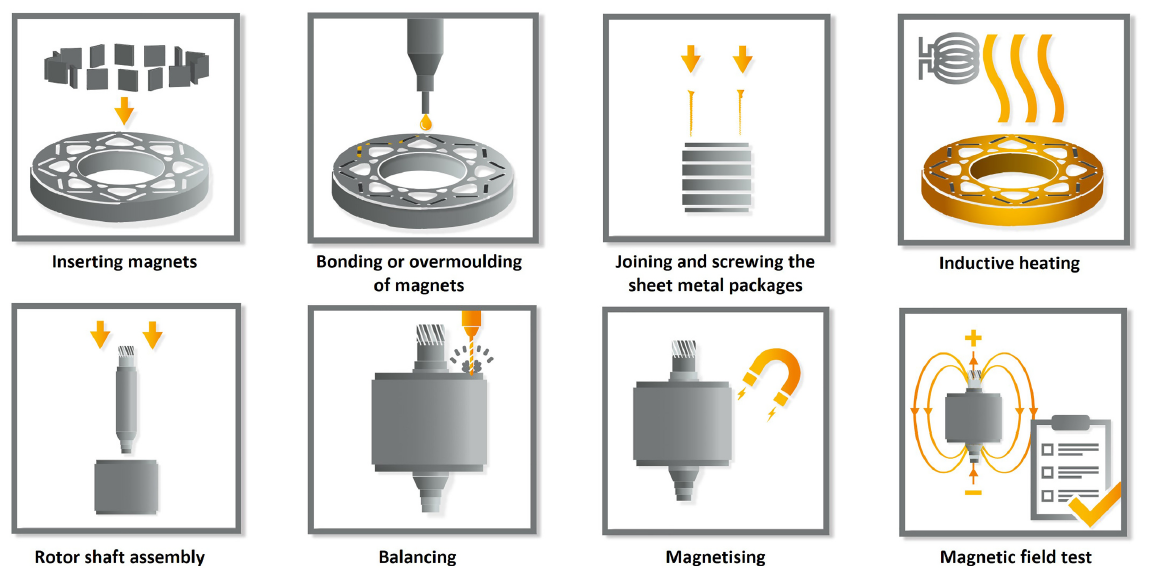 Inserting magnets
Bonding or overmoulding
of magnets
Joining and screwing the
sheet metal packages
Inductive heating
Rotor shaft assembly
Balancing
Magnetising
+
−
Magnetic field test